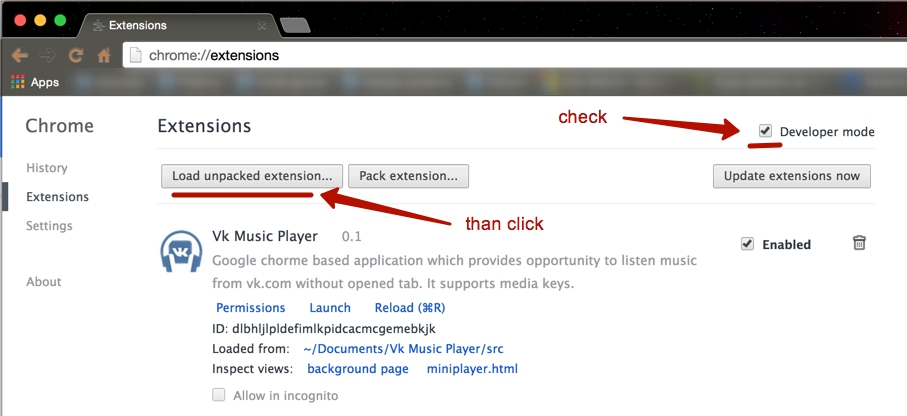 Extensions
chrome://extensions
Apps
Chrome
Extensions
check
Developer mode
History
Load unpacked extension...
Pack extension...
Update extensions now
Extensions
than click
Settings
Vk Music Player 0.1
Enabled
Google chorme based application which provides opportunity to listen music
from vk.com without opened tab. It supports media keys.
About
Permissions Launch Reload (⌘R)
ID: dlbhljlpldefimlkpidcacmcgemebkjk
Loaded from: ~/Documents/Vk Music Player/src
Inspect views: background page miniplayer.html
Allow in incognito